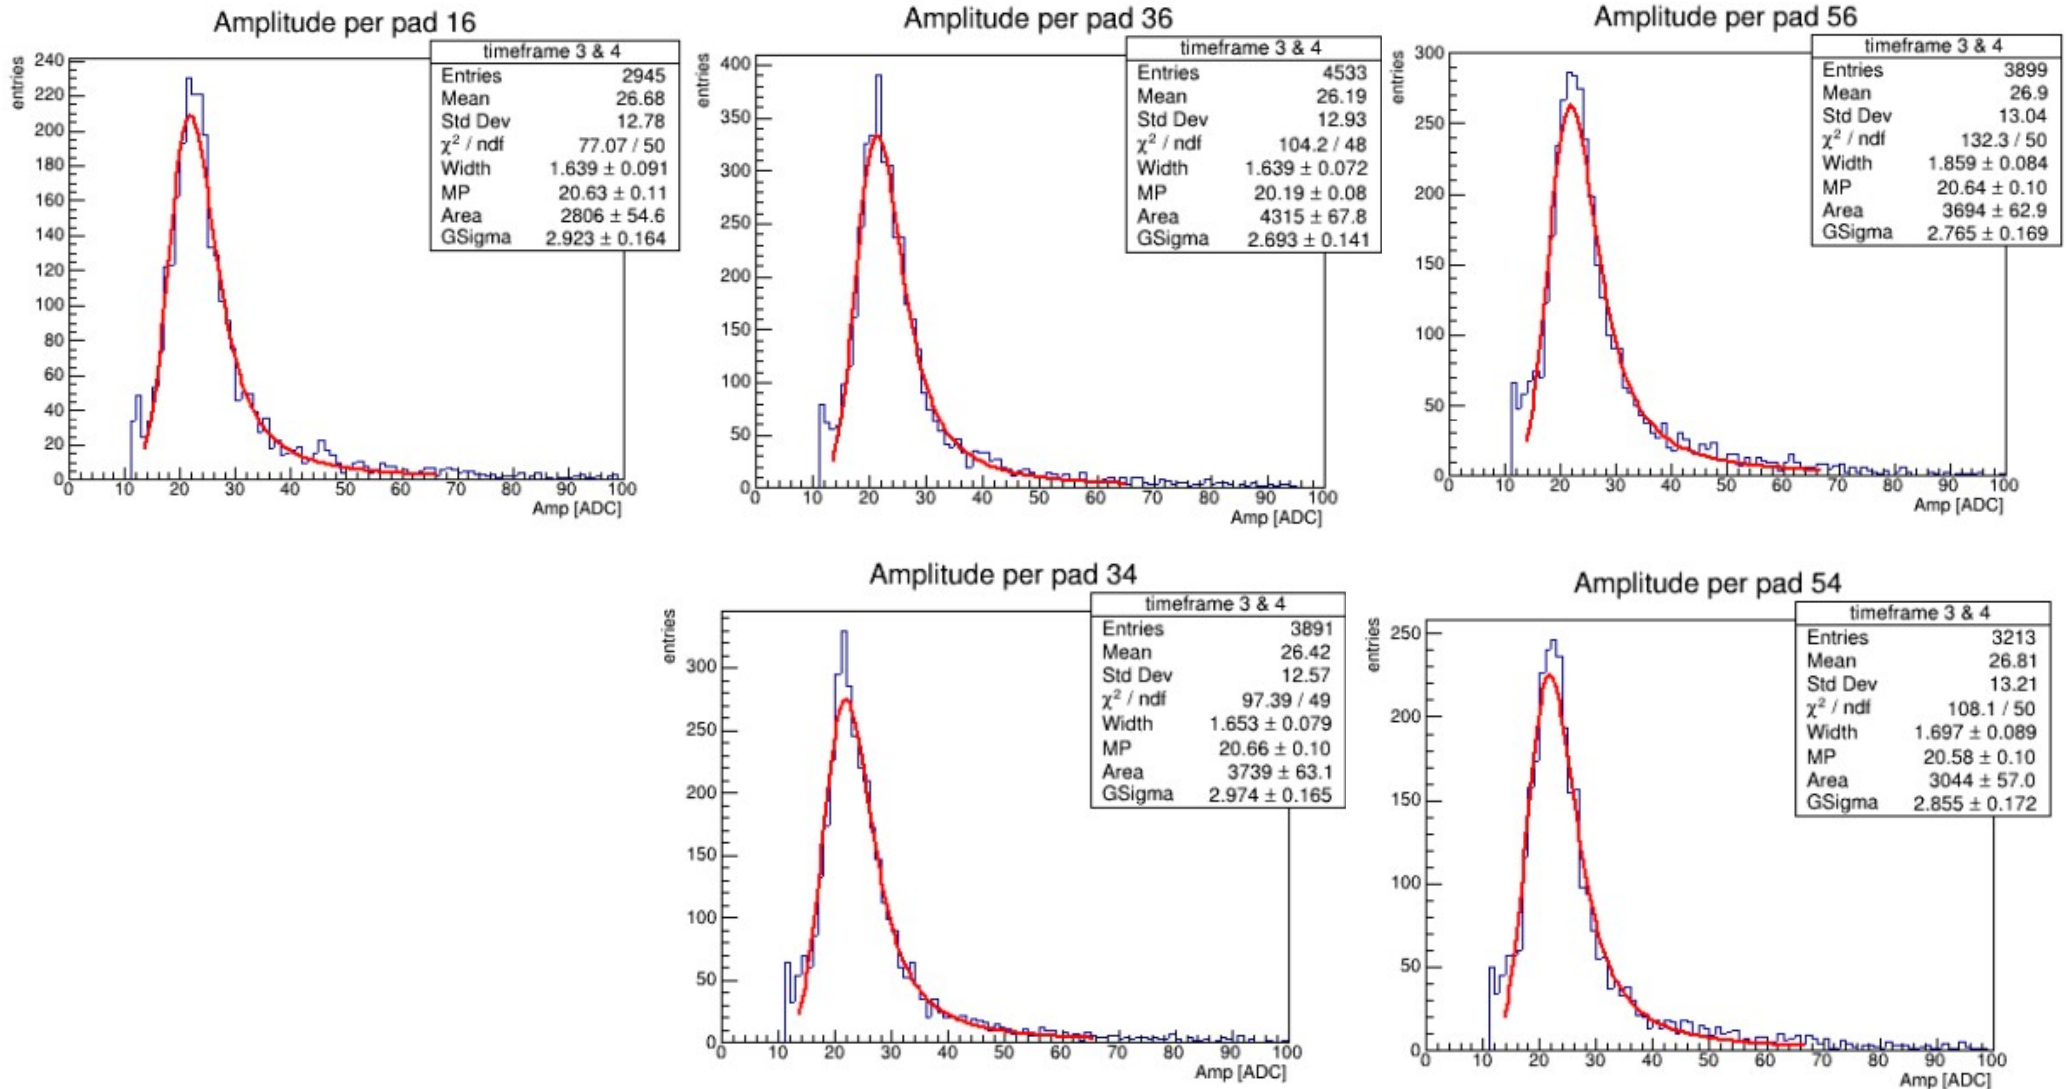 Amplitude per pad 16
timeframe 3 & 4
Entries 2945
Mean 26.68
Std Dev 12.78
χ² / ndf 77.07 / 50
Width 1.639 ± 0.091
MP 20.63 ± 0.11
Area 2806 ± 54.6
GSigma 2.923 ± 0.164
entries
240
220
200
180
160
140
120
100
80
60
40
20
0
0 10 20 30 40 50 60 70 80 90 100
Amp [ADC]
Amplitude per pad 36
timeframe 3 & 4
Entries 4533
Mean 26.19
Std Dev 12.93
χ² / ndf 104.2 / 48
Width 1.639 ± 0.072
MP 20.19 ± 0.08
Area 4315 ± 67.8
GSigma 2.693 ± 0.141
entries
400
350
300
250
200
150
100
50
0
0 10 20 30 40 50 60 70 80 90 100
Amp [ADC]
Amplitude per pad 56
timeframe 3 & 4
Entries 3899
Mean 26.9
Std Dev 13.04
χ² / ndf 132.3 / 50
Width 1.859 ± 0.084
MP 20.64 ± 0.10
Area 3694 ± 62.9
GSigma 2.765 ± 0.169
entries
300
250
200
150
100
50
0
0 10 20 30 40 50 60 70 80 90 100
Amp [ADC]
Amplitude per pad 34
timeframe 3 & 4
Entries 3891
Mean 26.42
Std Dev 12.57
χ² / ndf 97.39 / 49
Width 1.653 ± 0.079
MP 20.66 ± 0.10
Area 3739 ± 63.1
GSigma 2.974 ± 0.165
entries
300
250
200
150
100
50
0
0 10 20 30 40 50 60 70 80 90 100
Amp [ADC]
Amplitude per pad 54
timeframe 3 & 4
Entries 3213
Mean 26.81
Std Dev 13.21
χ² / ndf 108.1 / 50
Width 1.697 ± 0.089
MP 20.58 ± 0.10
Area 3044 ± 57.0
GSigma 2.855 ± 0.172
entries
250
200
150
100
50
0
0 10 20 30 40 50 60 70 80 90 100
Amp [ADC]